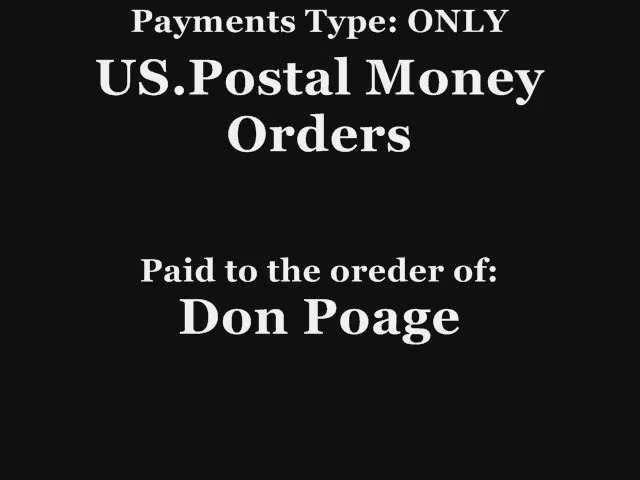 Payments Type: ONLY
US.Postal Money
Orders
Paid to the oreder of:
Don Poage